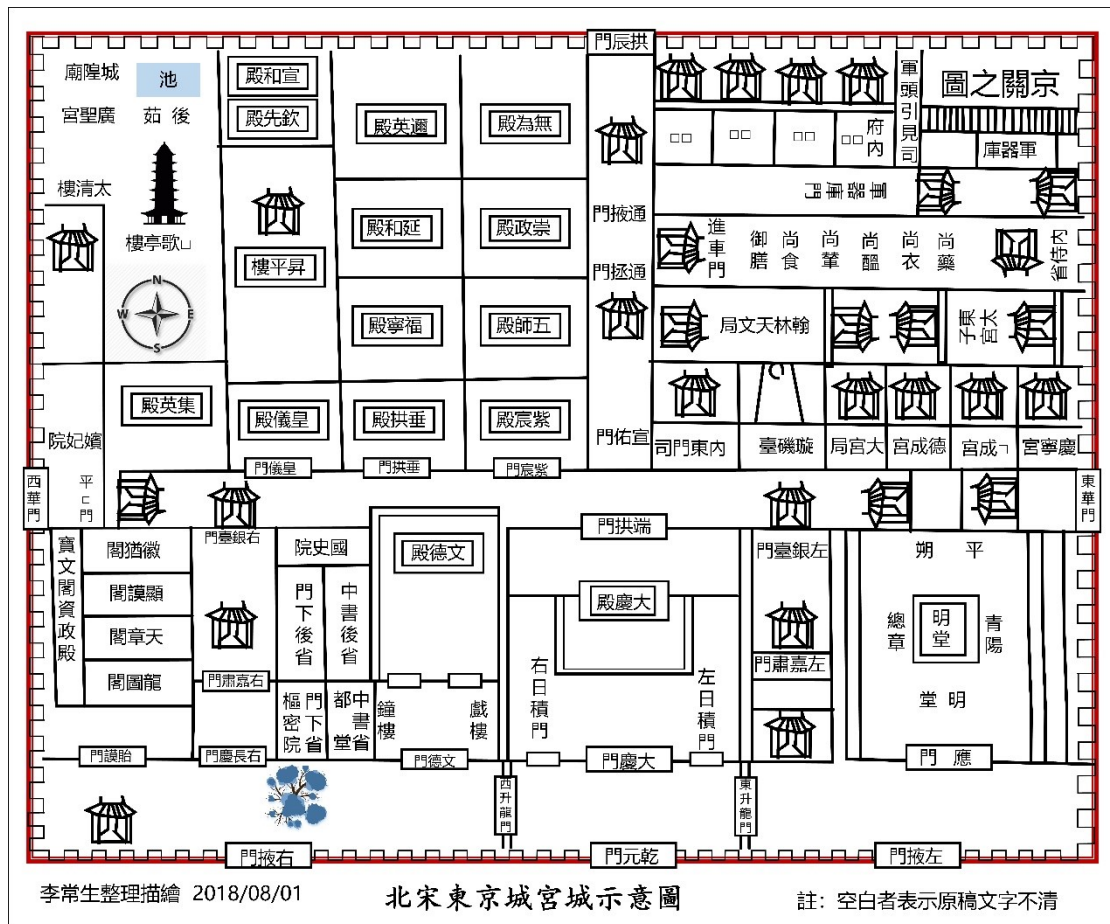 拱辰門
京關之圖
軍頭引見司
軍器庫
內府
□□
□□
□□
□□
軍器庫門
內侍省
尚藥
尚衣
尚醞
尚輦
尚食
御膳
進車門
太子東宮
翰林天文局
慶寧宮
ㄱ成宮
德成宮
大宮局
璇磯臺
內東門司
通掖門
通拯門
宣佑門
無為殿
崇政殿
五師殿
紫宸殿
紫宸門
邇英殿
延和殿
福寧殿
垂拱殿
垂拱門
宣和殿
欽先殿
昇平樓
皇儀殿
皇儀門
城隍廟
池
廣聖宮
後茹
太清樓
⊔歌亭樓
N
W E
S
集英殿
嬪妃院
平ㄷ門
西華門
東華門
平朔
青陽
明堂
總章
明堂
應門
左銀臺門
左嘉肅門
端拱門
大慶殿
左日積門
右日積門
大慶門
東升龍門
西升龍門
文德殿
戲樓
鐘樓
文德門
國史院
中書後省
門下後省
中書省
都堂
門下省
樞密院
右銀臺門
右嘉肅門
右長慶門
徽猶閣
顯謨閣
天章閣
龍圖閣
寶文閣資政殿
貽謨門
左掖門
乾元門
右掖門
李常生整理描繪 2018/08/01
北宋東京城宮城示意圖
註：空白者表示原稿文字不清